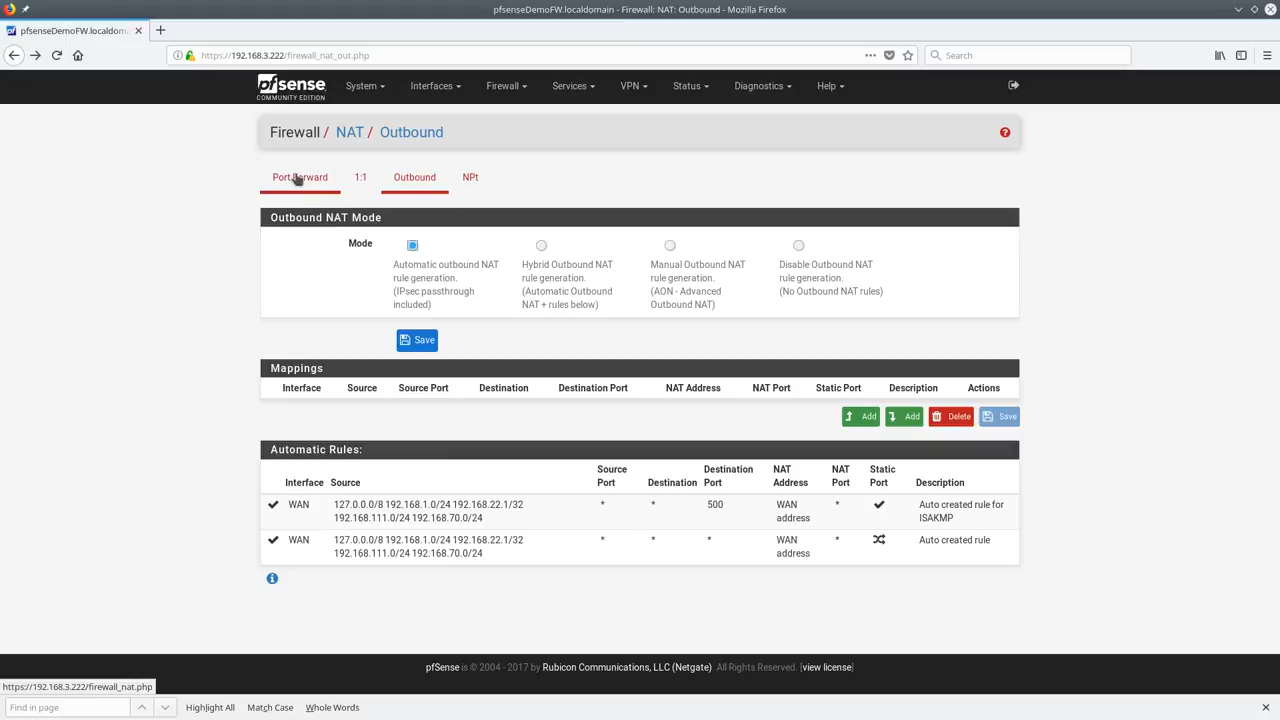 pfsenseDemoFW.localdomain - Firewall: NAT: Outbound - Mozilla Firefox
pfsenseDemoFW.localdom
https://192.168.3.222/firewall_nat_out.php
Search
pfsense
COMMUNITY EDITION
System
Interfaces
Firewall
Services
VPN
Status
Diagnostics
Help
Firewall / NAT / Outbound
Port Forward
1:1
Outbound
NPt
Outbound NAT Mode
Mode
Automatic outbound NAT
rule generation.
(IPsec passthrough
included)
Hybrid Outbound NAT
rule generation.
(Automatic Outbound
NAT + rules below)
Manual Outbound NAT
rule generation.
(AON - Advanced
Outbound NAT)
Disable Outbound NAT
rule generation.
(No Outbound NAT rules)
Save
Mappings
Interface Source Source Port Destination Destination Port NAT Address NAT Port Static Port Description Actions
Add Add Delete Save
Automatic Rules:
Interface
Source
Source
Port
Destination
Destination
Port
NAT
Address
NAT
Port
Static
Port
Description
WAN
127.0.0.0/8 192.168.1.0/24 192.168.22.1/32
192.168.111.0/24 192.168.70.0/24
*
*
500
WAN
address
*
Auto created rule for
ISAKMP
WAN
127.0.0.0/8 192.168.1.0/24 192.168.22.1/32
192.168.111.0/24 192.168.70.0/24
*
*
*
WAN
address
*
Auto created rule
pfSense is © 2004 - 2017 by Rubicon Communications, LLC (Netgate) All Rights Reserved. [view license]
https://192.168.3.222/firewall_nat.php
Find in page
Highlight All
Match Case
Whole Words